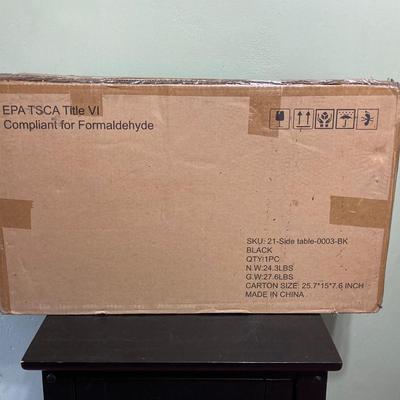 EPA TSCA Title VI
Compliant for Formaldehyde
SKU: 21-Side table-0003-BK
BLACK
QTY:1PC
N.W:24.3LBS
G.W:27.6LBS
CARTON SIZE: 25.7*15*7.6 INCH
MADE IN CHINA